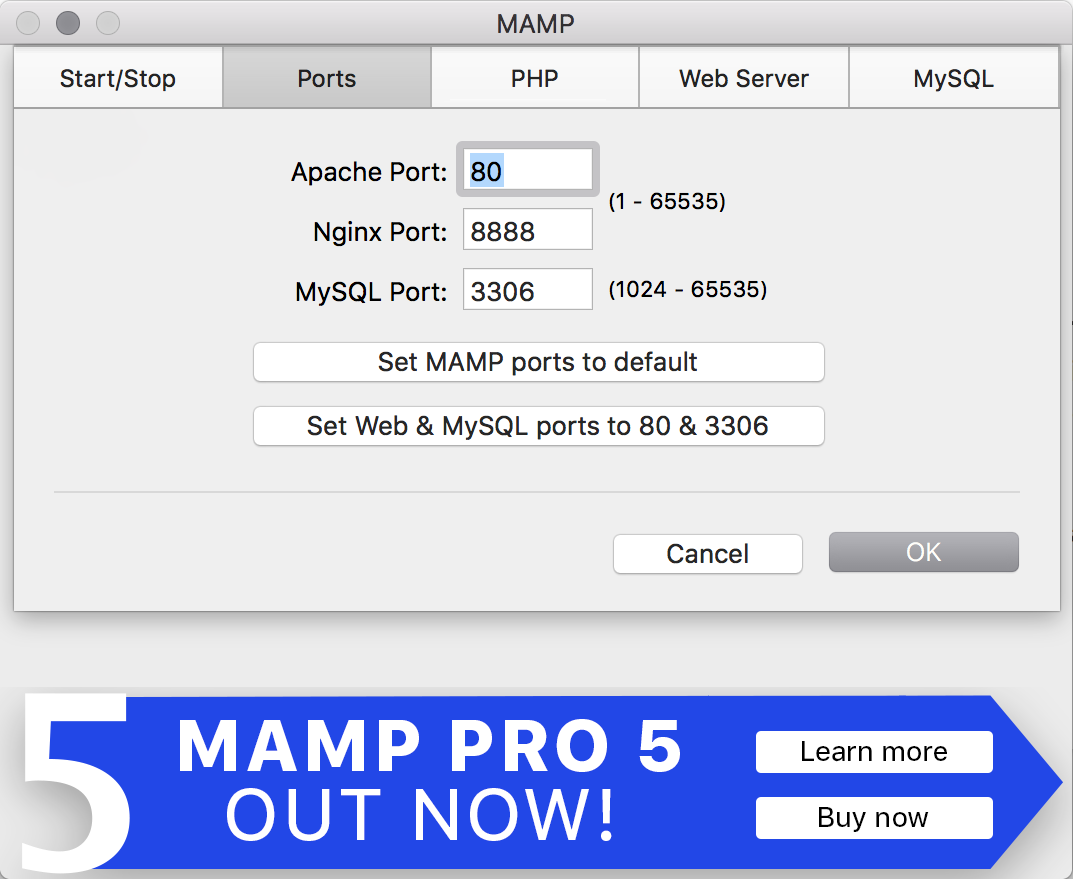 MAMP
Start/Stop Ports PHP Web Server MySQL
Apache Port: 80
(1 - 65535)
Nginx Port: 8888
MySQL Port: 3306 (1024 - 65535)
Set MAMP ports to default
Set Web & MySQL ports to 80 & 3306
Cancel OK
5
MAMP PRO 5
OUT NOW!
Learn more
Buy now